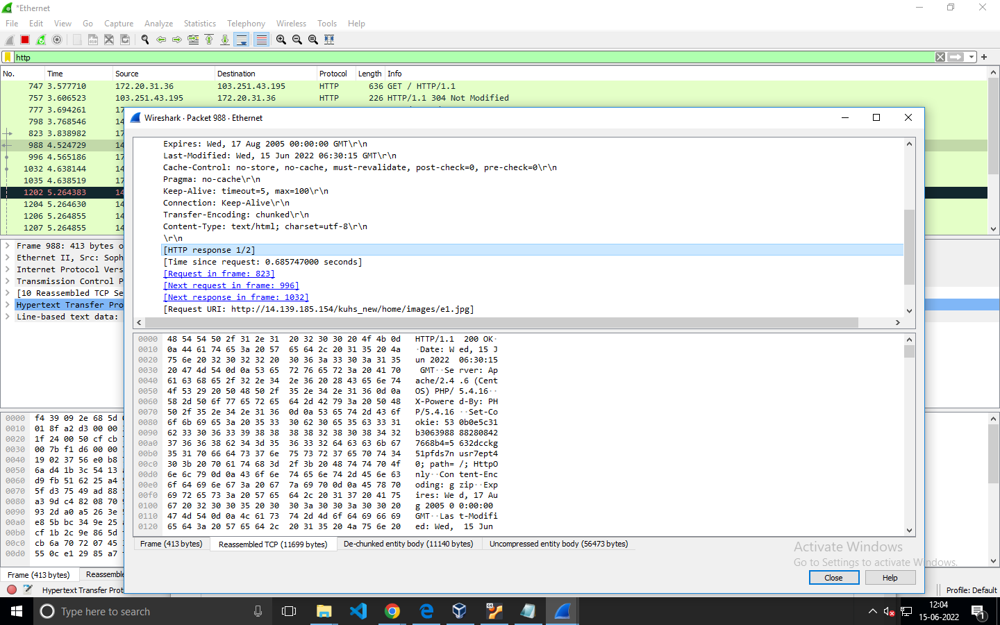 *Ethernet
File Edit View Go Capture Analyze Statistics Telephony Wireless Tools Help
http
No. Time Source Destination Protocol Length Info
747 3.577710 172.20.31.36 103.251.43.195 HTTP 636 GET / HTTP/1.1
757 3.606523 103.251.43.195 172.20.31.36 HTTP 226 HTTP/1.1 304 Not Modified
777 3.694261 17
798 3.768546 14
823 3.838982 17
988 4.524729 14
996 4.565186 17
1032 4.638144 14
1035 4.638519 17
1202 5.264383 14
1204 5.264630 14
1206 5.264855 14
1207 5.264855 14
Frame 988: 413 bytes o
Ethernet II, Src: Soph
Internet Protocol Vers
Transmission Control P
[10 Reassembled TCP Se
Hypertext Transfer Pro
Line-based text data:
0000 f4 39 09 2e 68 5d
0010 01 8f a2 d3 00 00
0020 1f 24 00 50 cf cb
0030 00 7b f1 d6 00 00
0040 19 02 37 56 e0 b8
0050 6a d4 1b 3c 54 13
0060 d9 fb 51 62 25 a4
0070 5f d3 75 49 ad 88
0080 a3 9d c4 82 08 70
0090 93 2d a0 a5 26 3e
00a0 e8 5b bc 34 9e 25
00b0 cf 1b 2c 9e 86 5d
00c0 cb 6a 70 72 07 45
00d0 55 0c e1 29 85 a7
Frame (413 bytes) Reassemble
Hypertext Transfer Prot
Profile: Default
Wireshark · Packet 988 · Ethernet
Expires: Wed, 17 Aug 2005 00:00:00 GMT\r\n
Last-Modified: Wed, 15 Jun 2022 06:30:15 GMT\r\n
Cache-Control: no-store, no-cache, must-revalidate, post-check=0, pre-check=0\r\n
Pragma: no-cache\r\n
Keep-Alive: timeout=5, max=100\r\n
Connection: Keep-Alive\r\n
Transfer-Encoding: chunked\r\n
Content-Type: text/html; charset=utf-8\r\n
\r\n
[HTTP response 1/2]
[Time since request: 0.685747000 seconds]
[Request in frame: 823]
[Next request in frame: 996]
[Next response in frame: 1032]
[Request URI: http://14.139.185.154/kuhs_new/home/images/e1.jpg]
0000 48 54 54 50 2f 31 2e 31 20 32 30 30 20 4f 4b 0d HTTP/1.1 200 OK·
0010 0a 44 61 74 65 3a 20 57 65 64 2c 20 31 35 20 4a ·Date: W ed, 15 J
0020 75 6e 20 32 30 32 32 20 30 36 3a 33 30 3a 31 35 un 2022 06:30:15
0030 20 47 4d 54 0d 0a 53 65 72 76 65 72 3a 20 41 70 GMT··Se rver: Ap
0040 61 63 68 65 2f 32 2e 34 2e 36 20 28 43 65 6e 74 ache/2.4 .6 (Cent
0050 4f 53 29 20 50 48 50 2f 35 2e 34 2e 31 36 0d 0a OS) PHP/ 5.4.16··
0060 58 2d 50 6f 77 65 72 65 64 2d 42 79 3a 20 50 48 X-Powere d-By: PH
0070 50 2f 35 2e 34 2e 31 36 0d 0a 53 65 74 2d 43 6f P/5.4.16 ··Set-Co
0080 6f 6b 69 65 3a 20 35 33 30 62 30 65 35 63 33 31 okie: 53 0b0e5c31
0090 62 33 30 36 33 39 38 38 38 38 32 38 30 38 34 32 b3063988 88280842
00a0 37 36 36 38 62 34 3d 35 36 33 32 64 63 63 6b 67 7668b4=5 632dcckg
00b0 35 31 70 66 64 73 37 6e 75 73 72 37 65 70 74 34 51pfds7n usr7ept4
00c0 30 3b 20 70 61 74 68 3d 2f 3b 20 48 74 74 70 4f 0; path= /; HttpO
00d0 6e 6c 79 0d 0a 43 6f 6e 74 65 6e 74 2d 45 6e 63 nly··Con tent-Enc
00e0 6f 64 69 6e 67 3a 20 67 7a 69 70 0d 0a 45 78 70 oding: g zip··Exp
00f0 69 72 65 73 3a 20 57 65 64 2c 20 31 37 20 41 75 ires: We d, 17 Au
0100 67 20 32 30 30 35 20 30 30 3a 30 30 3a 30 30 20 g 2005 0 0:00:00
0110 47 4d 54 0d 0a 4c 61 73 74 2d 4d 6f 64 69 66 69 GMT··Las t-Modifi
0120 65 64 3a 20 57 65 64 2c 20 31 35 20 4a 75 6e 20 ed: Wed, 15 Jun
Frame (413 bytes) Reassembled TCP (11699 bytes) De-chunked entity body (11140 bytes) Uncompressed entity body (56473 bytes)
Activate Windows
Go to Settings to activate Windows.
Close Help
Type here to search
12:04
15-06-2022
1